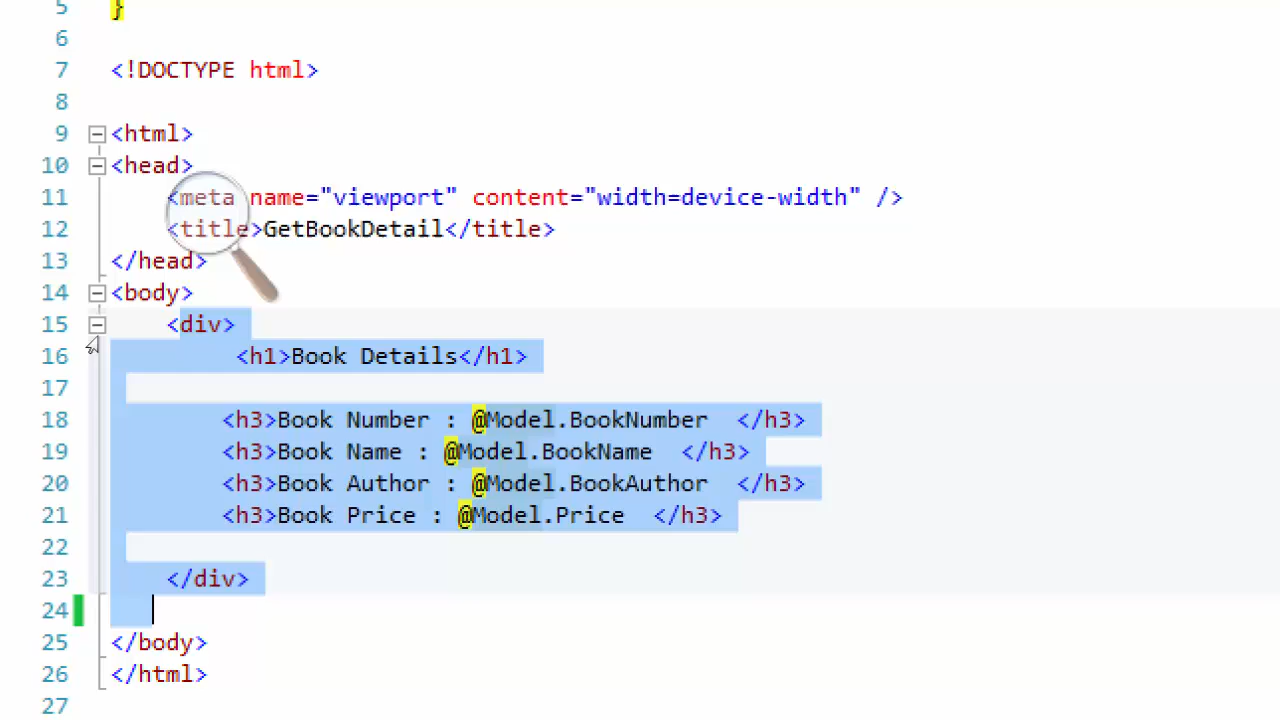 5 }
6
7 <!DOCTYPE html>
8
9 <html>
10 <head>
11 <meta name="viewport" content="width=device-width" />
12 <title>GetBookDetail</title>
13 </head>
14 <body>
15 <div>
16 <h1>Book Details</h1>
17
18 <h3>Book Number : @Model.BookNumber </h3>
19 <h3>Book Name : @Model.BookName </h3>
20 <h3>Book Author : @Model.BookAuthor </h3>
21 <h3>Book Price : @Model.Price </h3>
22
23 </div>
24
25 </body>
26 </html>
27